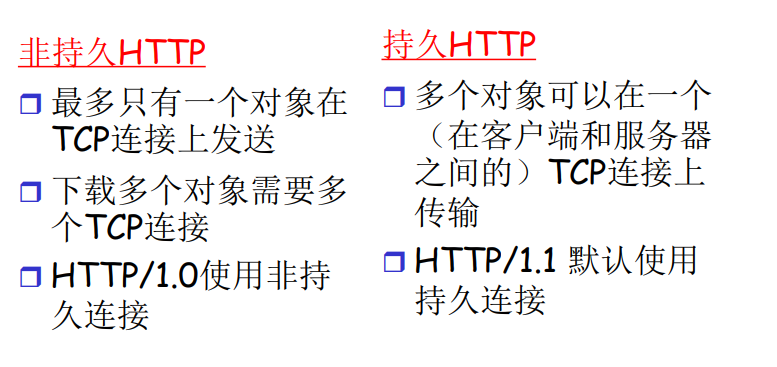 非持久HTTP
最多只有一个对象在
TCP连接上发送
下载多个对象需要多
个TCP连接
HTTP/1.0使用非持
久连接
持久HTTP
多个对象可以在一个
（在客户端和服务器
之间的）TCP连接上
传输
HTTP/1.1 默认使用
持久连接